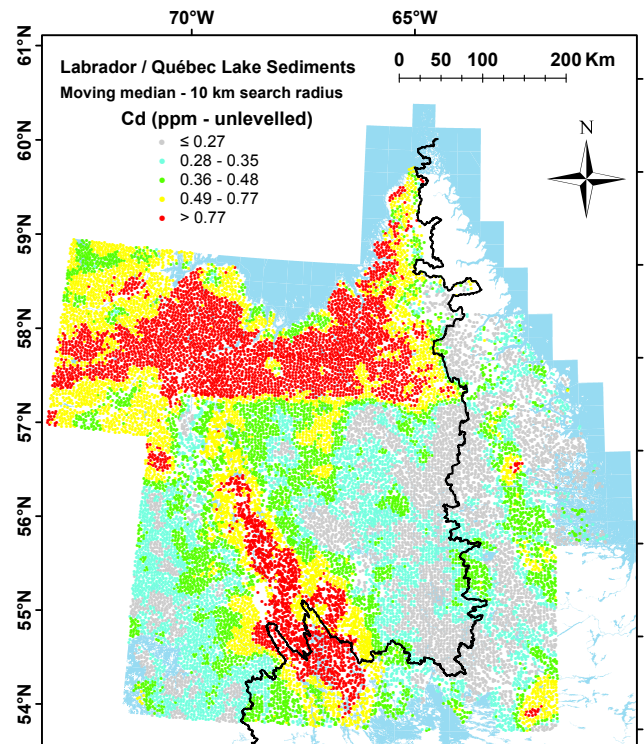 70°W 65°W
61°N
60°N
59°N
58°N
57°N
56°N
55°N
54°N
Labrador / Québec Lake Sediments
Moving median - 10 km search radius
Cd (ppm - unlevelled)
≤ 0.27
0.28 - 0.35
0.36 - 0.48
0.49 - 0.77
> 0.77
0 50 100 200 Km
N